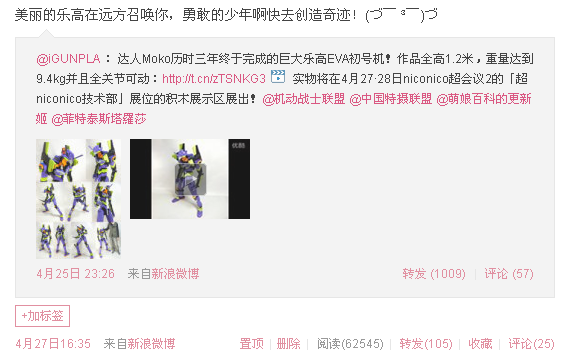 美丽的乐高在远方召唤你，勇敢的少年啊快去创造奇迹！(づ￣ ³￣)づ
@iGUNPLA ：达人Moko历时三年终于完成的巨大乐高EVA初号机！作品全高1.2米，重量达到
9.4kg并且全关节可动：http://t.cn/zTSNKG3 实物将在4月27·28日niconico超会议2的「超
niconico技术部」展位的积木展示区展出！@机动战士联盟 @中国特摄联盟 @萌娘百科的更新
姬 @菲特泰斯塔羅莎
优酷
4月25日 23:26 来自新浪微博 转发 (1009) | 评论 (57)
+加标签
4月27日16:35 来自新浪微博 置顶 | 删除 | 阅读(62545) | 转发(105) | 收藏 | 评论(25)